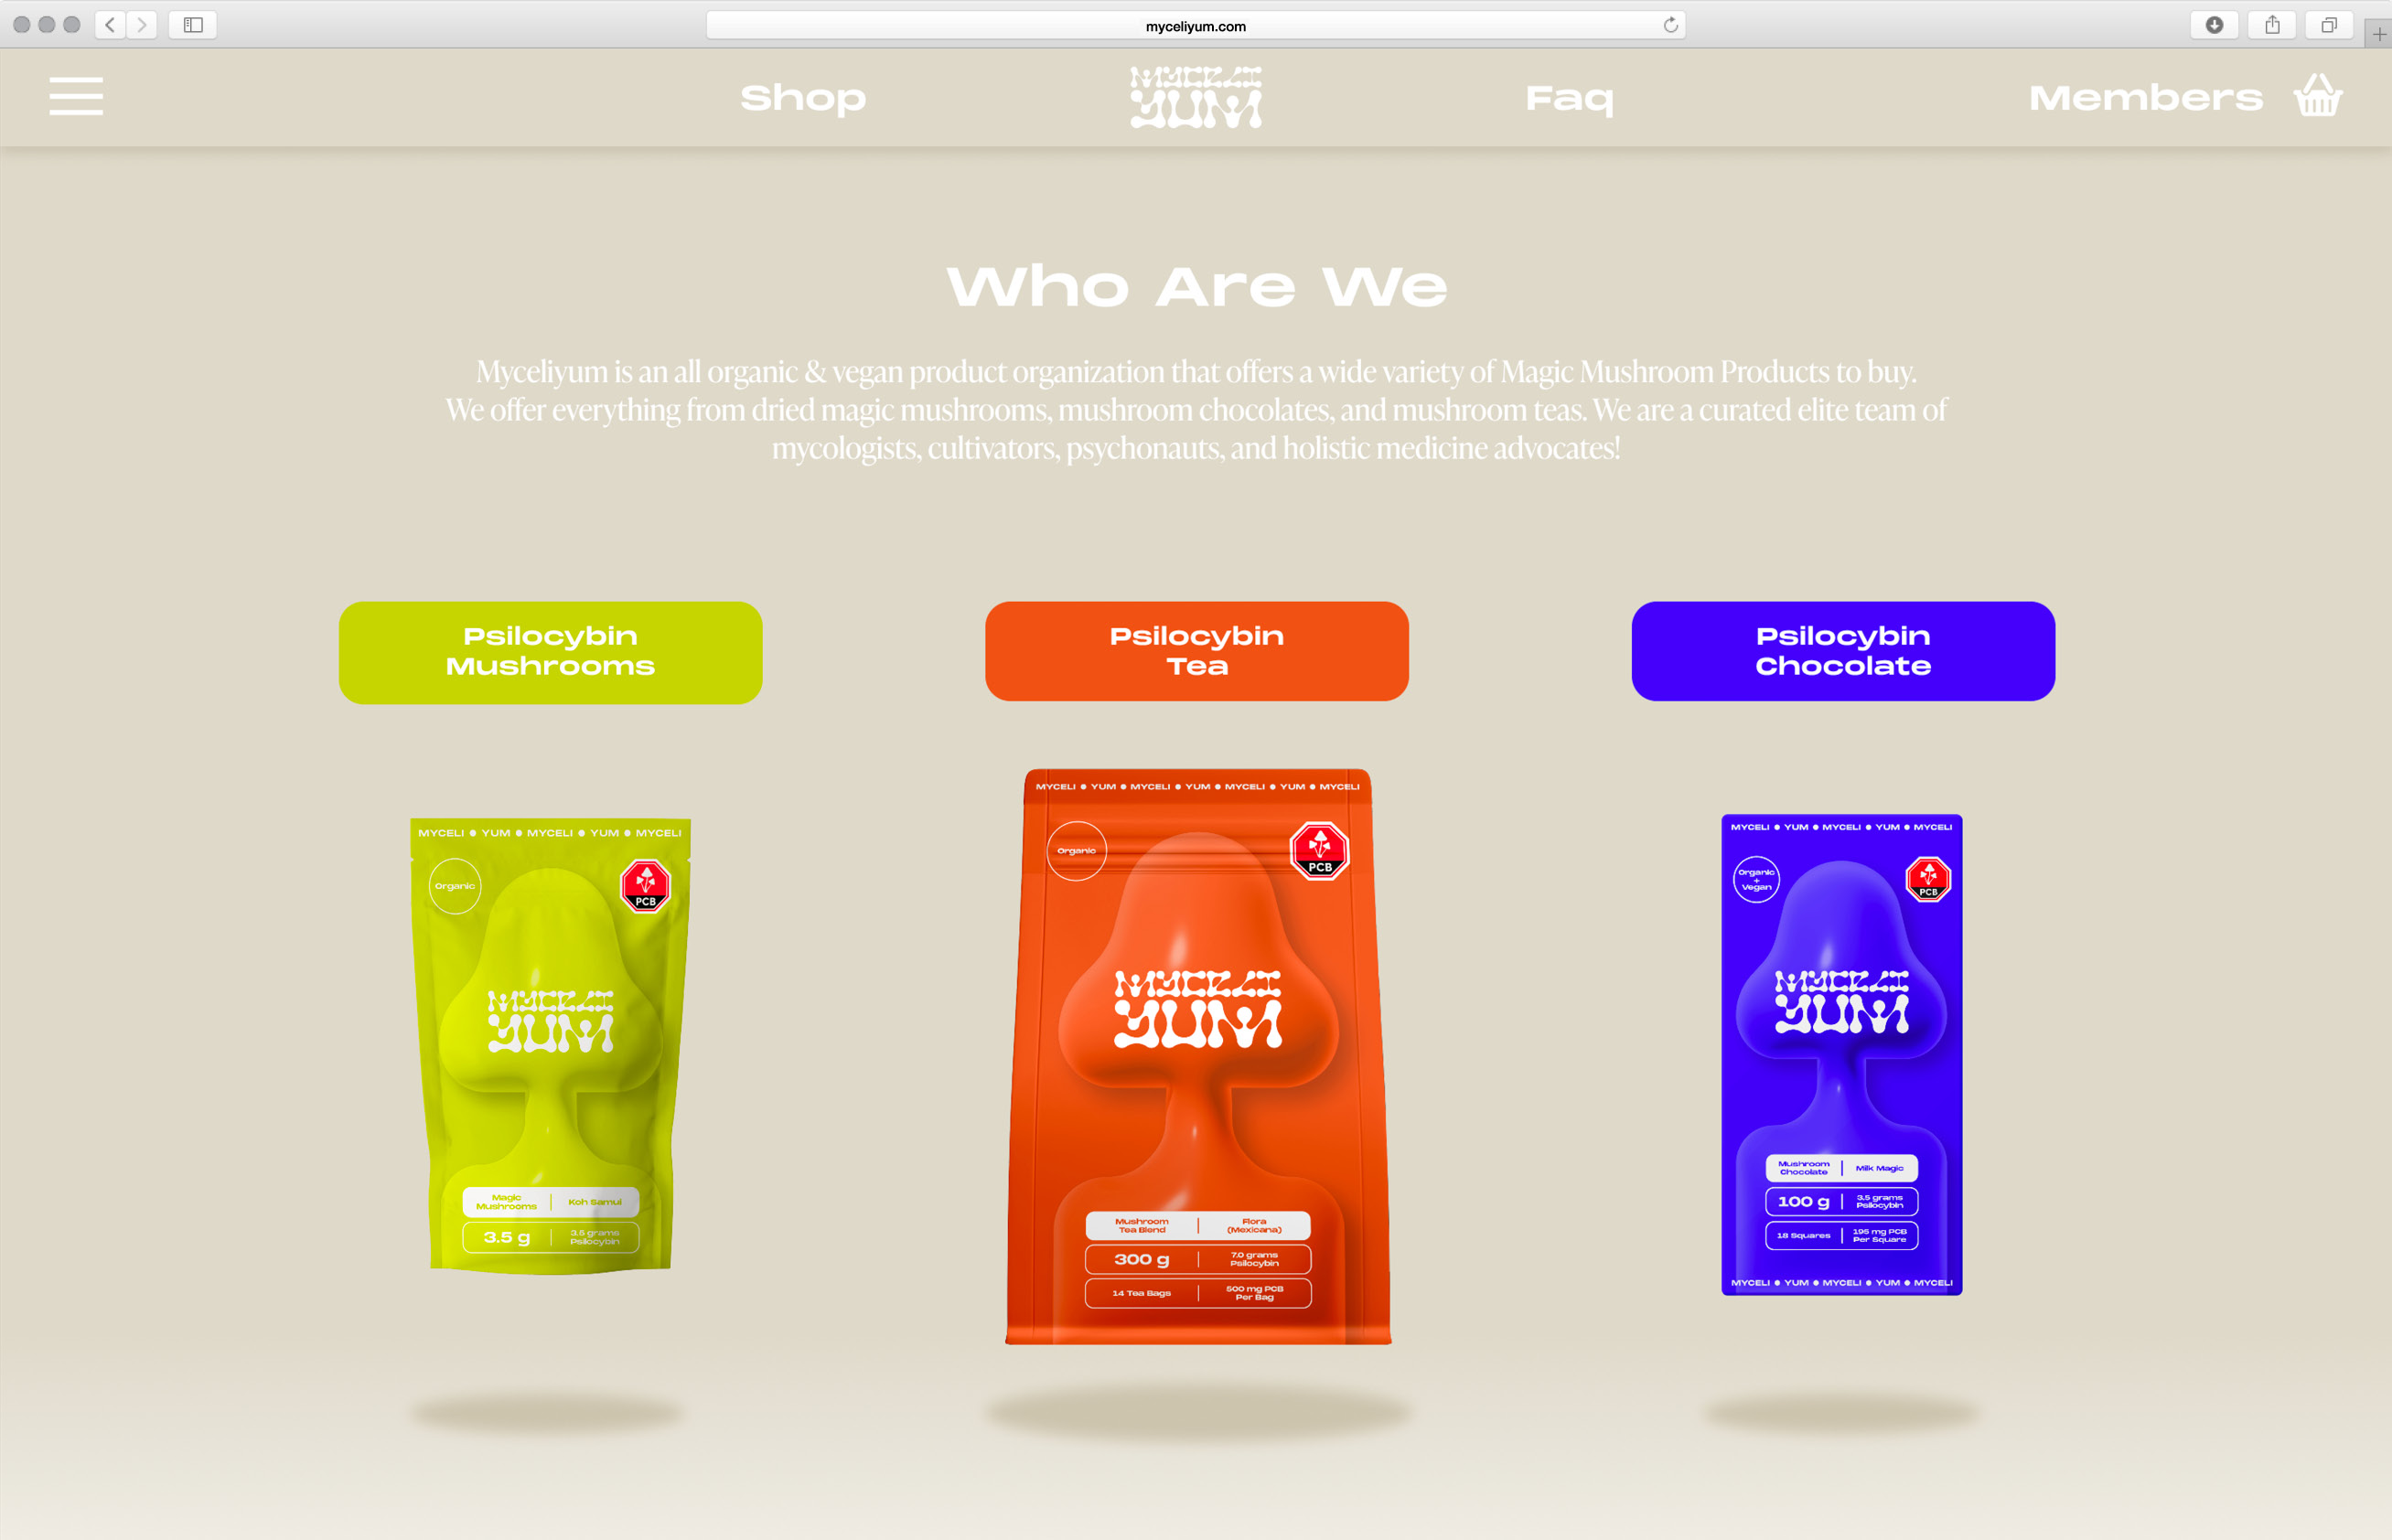 myceliyum.com
Shop
MYCELI
YUM
Faq
Members
Who Are We
Myceliyum is an all organic & vegan product organization that offers a wide variety of Magic Mushroom Products to buy.
We offer everything from dried magic mushrooms, mushroom chocolates, and mushroom teas. We are a curated elite team of
mycologists, cultivators, psychonauts, and holistic medicine advocates!
Psilocybin
Mushrooms
Psilocybin
Tea
Psilocybin
Chocolate
MYCELI ● YUM ● MYCELI ● YUM ● MYCELI
Organic
PCB
MYCELI
YUM
Magic
Mushrooms
Koh Samui
3.5 g
3.5 grams
Psilocybin
MYCELI ● YUM ● MYCELI ● YUM ● MYCELI ● YUM ● MYCELI
Organic
PCB
MYCELI
YUM
Mushroom
Tea Blend
Flora
(Mexicana)
300 g
7.0 grams
Psilocybin
14 Tea Bags
500 mg PCB
Per Bag
MYCELI ● YUM ● MYCELI ● YUM ● MYCELI
Organic
+
Vegan
PCB
MYCELI
YUM
Mushroom
Chocolate
Milk Magic
100 g
3.5 grams
Psilocybin
18 Squares
195 mg PCB
Per Square
MYCELI ● YUM ● MYCELI ● YUM ● MYCELI